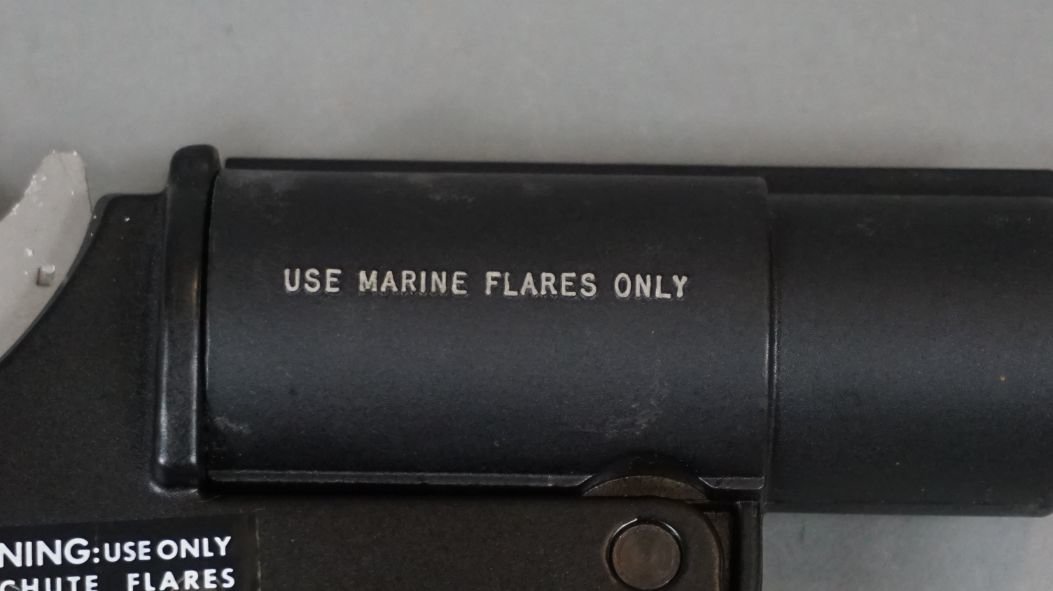 USE MARINE FLARES ONLY
NING: USE ONLY
CHUTE FLARES